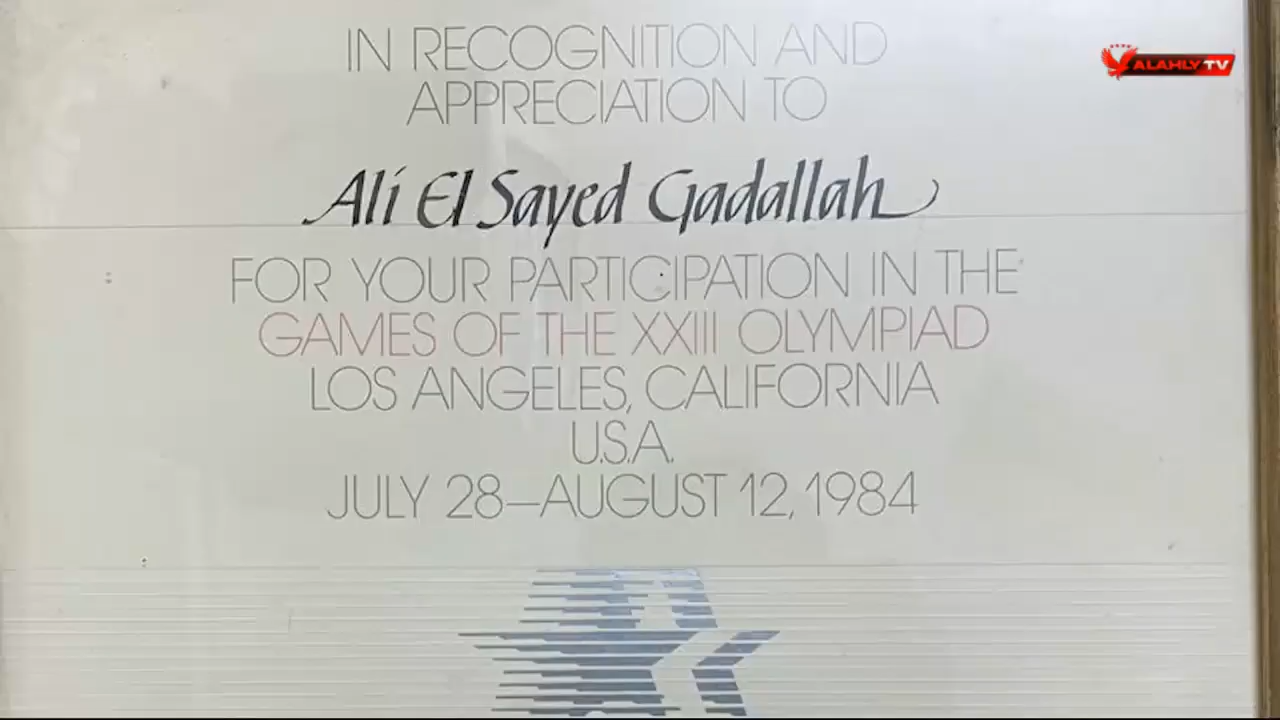 IN RECOGNITION AND
APPRECIATION TO
Ali El Sayed Gadallah
FOR YOUR PARTICIPATION IN THE
GAMES OF THE XXIII OLYMPIAD
LOS ANGELES, CALIFORNIA
U.S.A.
JULY 28–AUGUST 12, 1984
ALAHLY TV